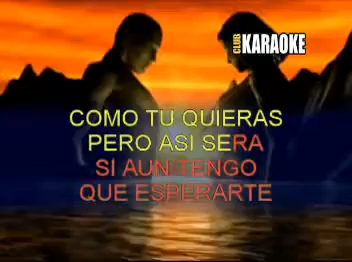 CLUB KARAOKE
COMO TU QUIERAS
PERO ASI SERA
SI AUN TENGO
QUE ESPERARTE